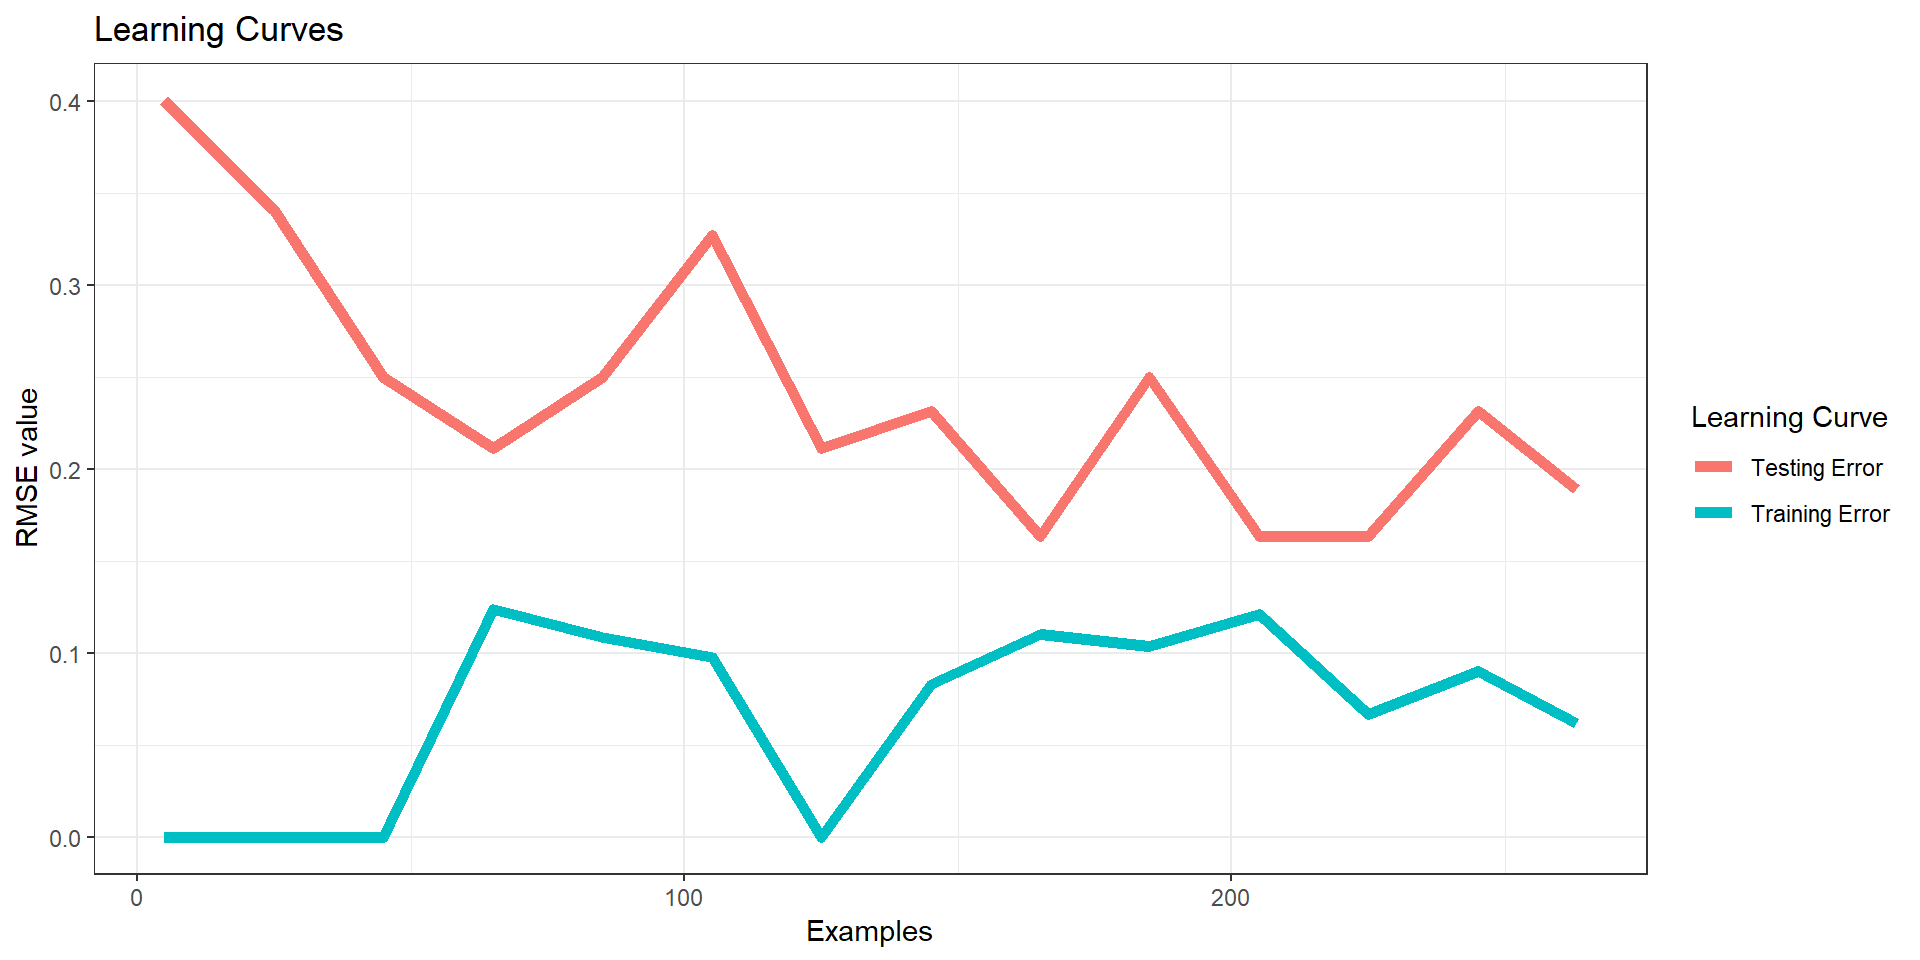 Learning Curves
RMSE value
0.4
0.3
0.2
0.1
0.0
0
100
200
Examples
Learning Curve
Testing Error
Training Error